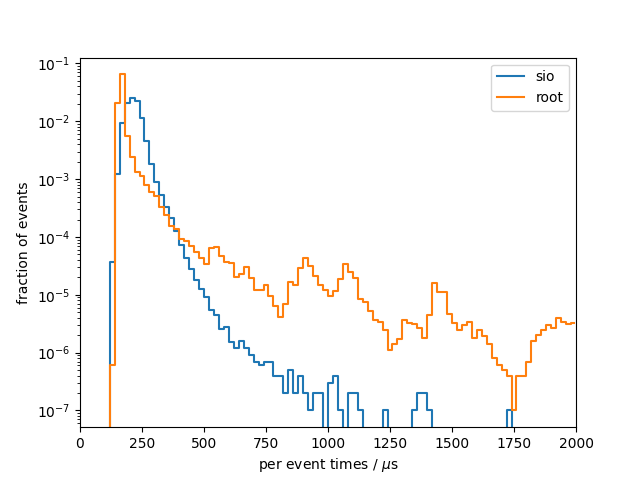 sio
root
10⁻¹
10⁻²
10⁻³
10⁻⁴
10⁻⁵
10⁻⁶
10⁻⁷
fraction of events
0 250 500 750 1000 1250 1500 1750 2000
per event times / μs